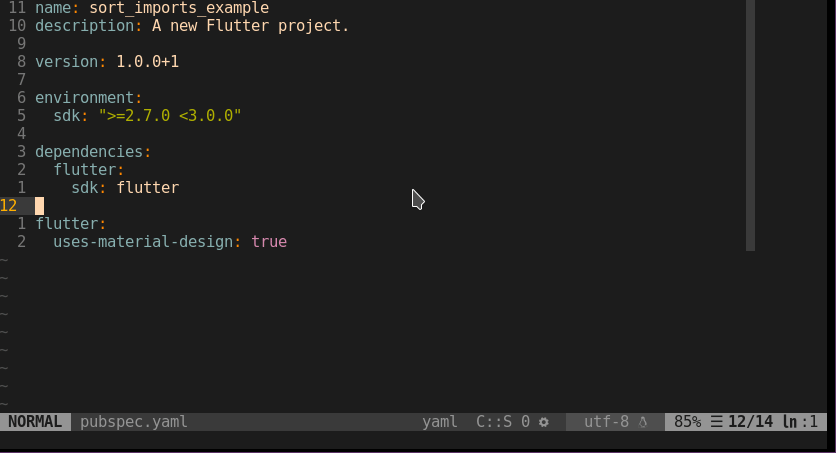 11 name: sort_imports_example
10 description: A new Flutter project.
9
8 version: 1.0.0+1
7
6 environment:
5   sdk: ">=2.7.0 <3.0.0"
4
3 dependencies:
2   flutter:
1     sdk: flutter
12
1 flutter:
2   uses-material-design: true
~
~
~
~
~
~
~
~
~
NORMAL pubspec.yaml yaml C::S 0 ⚙ utf-8 85% ☰ 12/14 ln :1